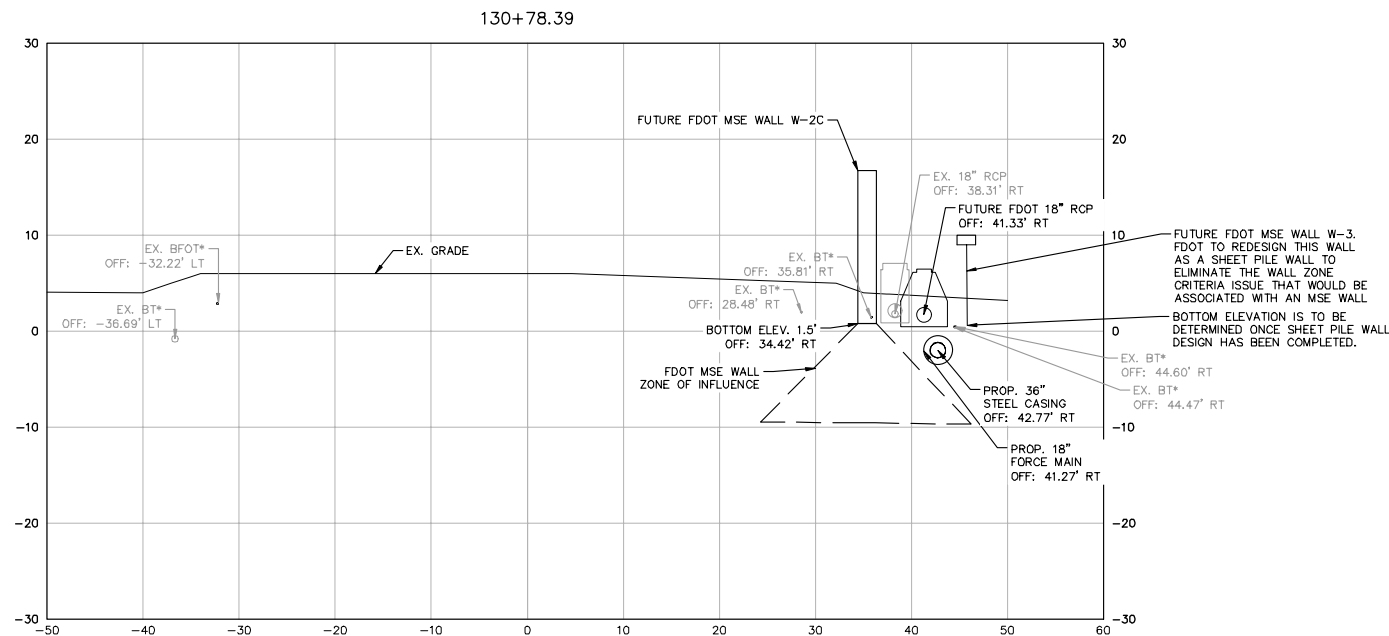 130+78.39
30
30
FUTURE FDOT MSE WALL W-2C
20
20
EX. 18" RCP
OFF: 38.31' RT
FUTURE FDOT 18" RCP
OFF: 41.33' RT
10
10
EX. BFOT*
OFF: -32.22' LT
EX. GRADE
EX. BT*
OFF: 35.81' RT
FUTURE FDOT MSE WALL W-3.
FDOT TO REDESIGN THIS WALL
AS A SHEET PILE WALL TO
ELIMINATE THE WALL ZONE
CRITERIA ISSUE THAT WOULD BE
ASSOCIATED WITH AN MSE WALL
EX. BT*
OFF: -36.69' LT
EX. BT*
OFF: 28.48' RT
BOTTOM ELEV. 1.5'
OFF: 34.42' RT
BOTTOM ELEVATION IS TO BE
DETERMINED ONCE SHEET PILE WALL
DESIGN HAS BEEN COMPLETED.
0
0
FDOT MSE WALL
ZONE OF INFLUENCE
EX. BT*
OFF: 44.60' RT
EX. BT*
OFF: 44.47' RT
PROP. 36"
STEEL CASING
OFF: 42.77' RT
-10
-10
PROP. 18"
FORCE MAIN
OFF: 41.27' RT
-20
-20
-30
-30
-50 -40 -30 -20 -10 0 10 20 30 40 50 60